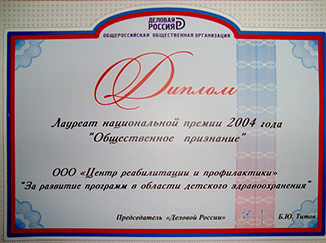 ДЕЛОВАЯ
РОССИЯ
ОБЩЕРОССИЙСКАЯ ОБЩЕСТВЕННАЯ ОРГАНИЗАЦИЯ
Диплом
Лауреат национальной премии 2004 года
"Общественное признание"
ООО «Центр реабилитации и профилактики»
"За развитие программ в области детского здравоохранения"
Председатель «Деловой России» Б.Ю. Титов